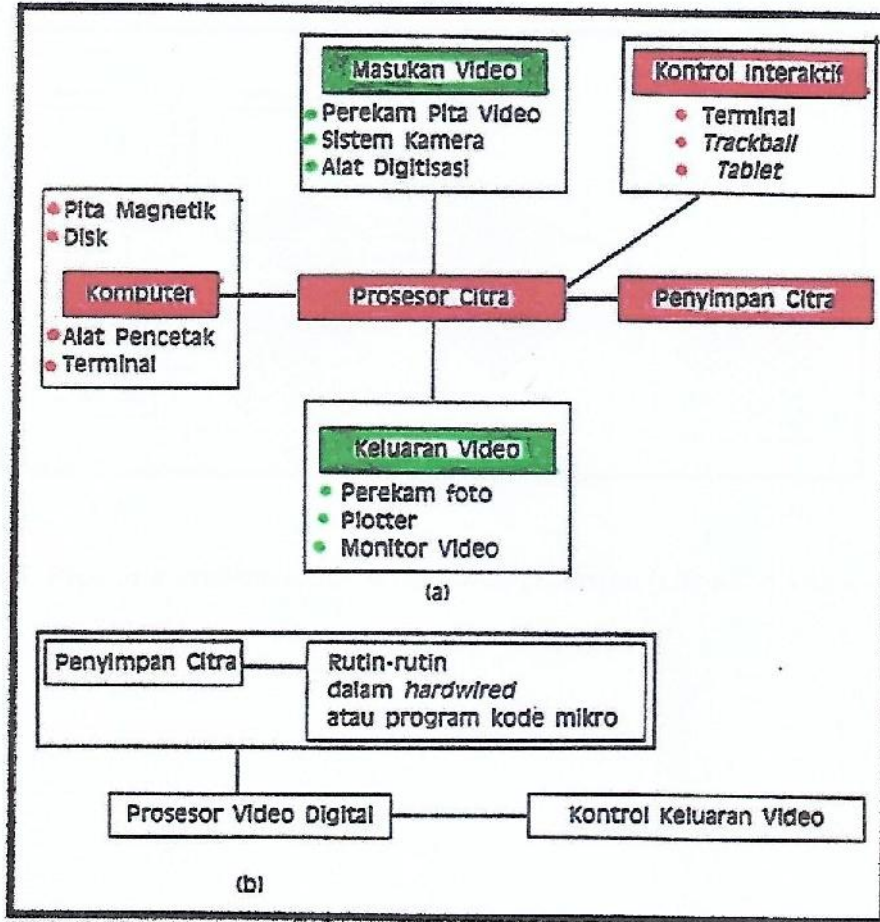 Masukan Video
Perekam Pita Video
Sistem Kamera
Alat Digitisasi
Kontrol Interaktif
Terminal
Trackball
Tablet
Pita Magnetik
Disk
Komputer
Alat Pencetak
Terminal
Prosesor Citra
Penyimpan Citra
Keluaran Video
Perekam foto
Plotter
Monitor Video
(a)
Penyimpan Citra
Rutin-rutin
dalam hardwired
atau program kode mikro
Prosesor Video Digital
Kontrol Keluaran Video
(b)